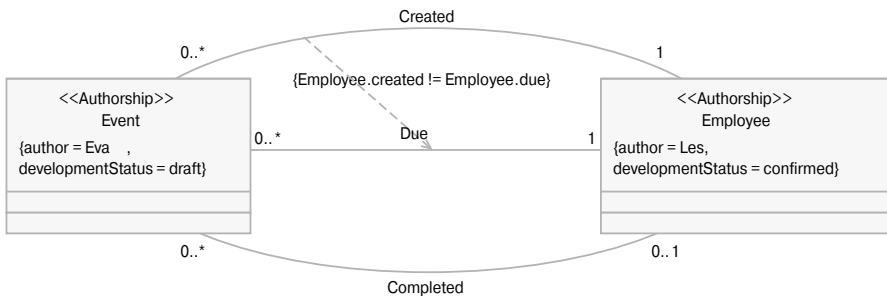 Created
0..*
1
{Employee.created != Employee.due}
<<Authorship>>
Event
{author = Eva ,
developmentStatus = draft}
0..*
Due
1
<<Authorship>>
Employee
{author = Les,
developmentStatus = confirmed}
0..*
0..1
Completed